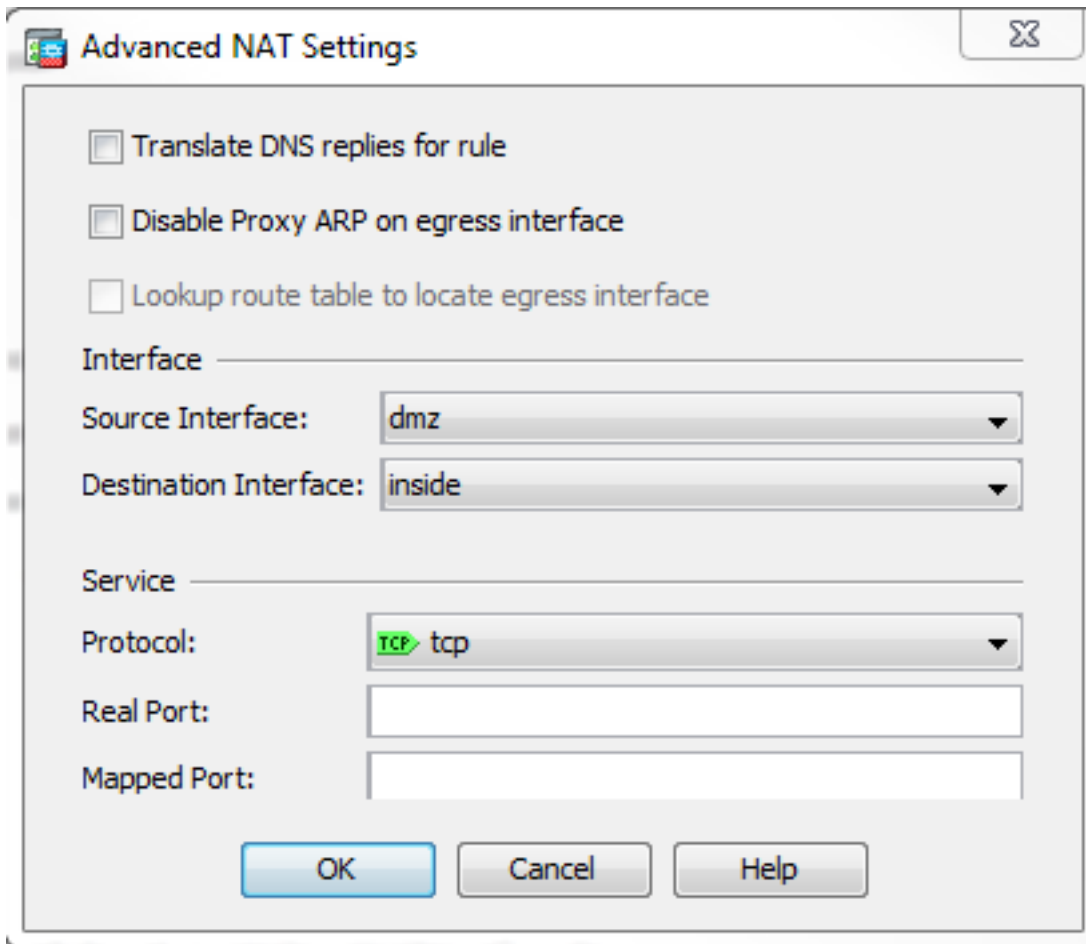 Advanced NAT Settings
Translate DNS replies for rule
Disable Proxy ARP on egress interface
Lookup route table to locate egress interface
Interface
Source Interface: dmz
Destination Interface: inside
Service
Protocol: TCP tcp
Real Port:
Mapped Port:
OK Cancel Help